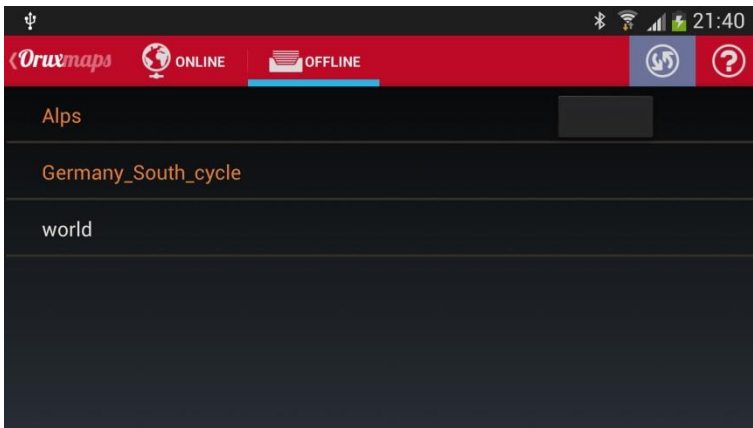 21:40
Oruxmaps ONLINE OFFLINE ?
Alps
Germany_South_cycle
world